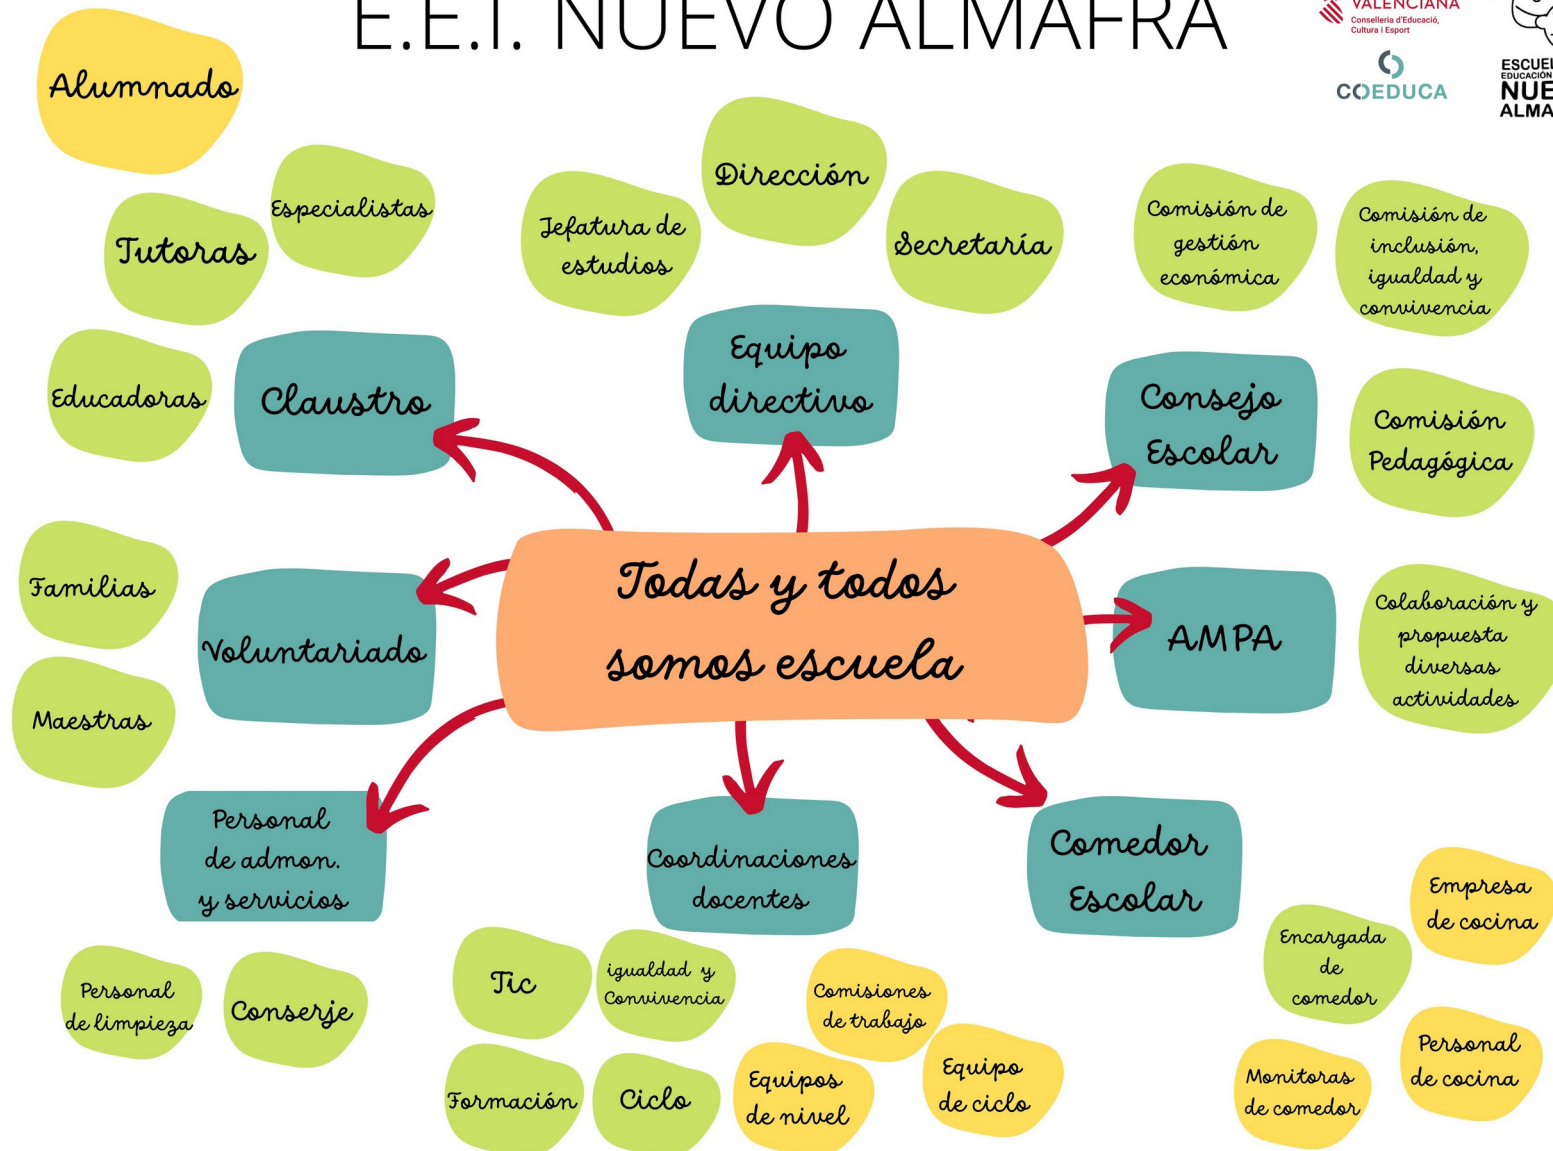 E.E.I. NUEVO ALMAFRA
VALENCIANA
Conselleria d'Educació,
Cultura i Esport
COEDUCA
ALMA
Alumnado
Especialistas
Tutoras
Educadoras
Claustro
Jefatura de
estudios
Dirección
Secretaría
Equipo
directivo
Comisión de
gestión
económica
Comisión de
inclusión,
igualdad y
convivencia
Consejo
Escolar
Comisión
Pedagógica
Familias
Maestras
Voluntariado
Todas y todos
somos escuela
AMPA
Colaboración y
propuesta
diversas
actividades
Personal
de admon.
y servicios
Personal
de limpieza
Conserje
Coordinaciones
docentes
Tic
igualdad y
Convivencia
Formación
Ciclo
Comisiones
de trabajo
Equipos
de nivel
Equipo
de ciclo
Comedor
Escolar
Empresa
de cocina
Encargada
de
comedor
Personal
de cocina
Monitoras
de comedor